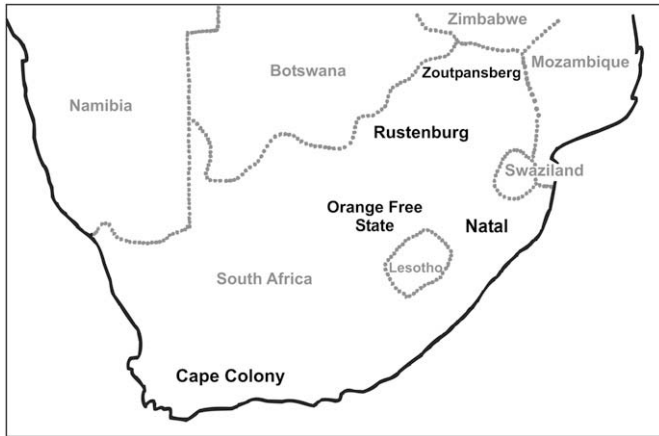 Zimbabwe
Zoutpansberg
Mozambique
Botswana
Namibia
Rustenburg
Swaziland
Orange Free
State
Natal
Lesotho
South Africa
Cape Colony